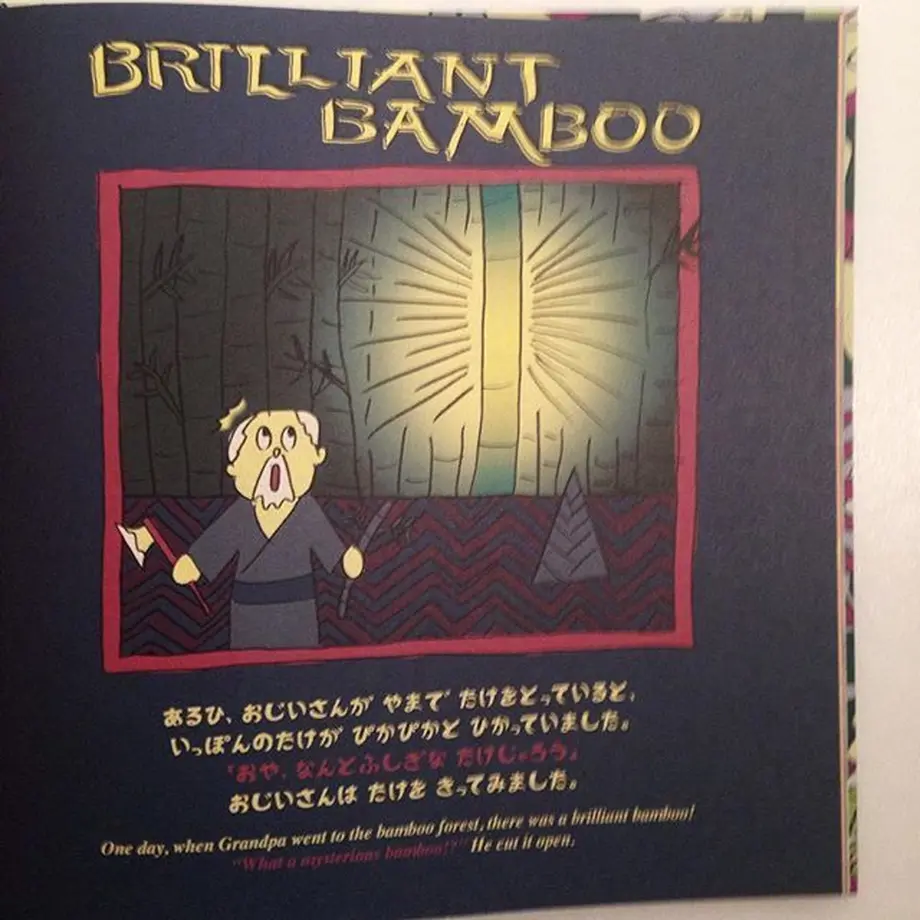 BRILLIANT
BAMBOO
あるひ、おじいさんが やまで たけをとっていると、
いっぽんのたけが ぴかぴかと ひかっていました。
「おや、なんとふしぎな たけじゃろう」
おじいさんは たけを きってみました。
One day, when Grandpa went to the bamboo forest, there was a brilliant bamboo!
"What a mysterious bamboo!?" He cut it open.